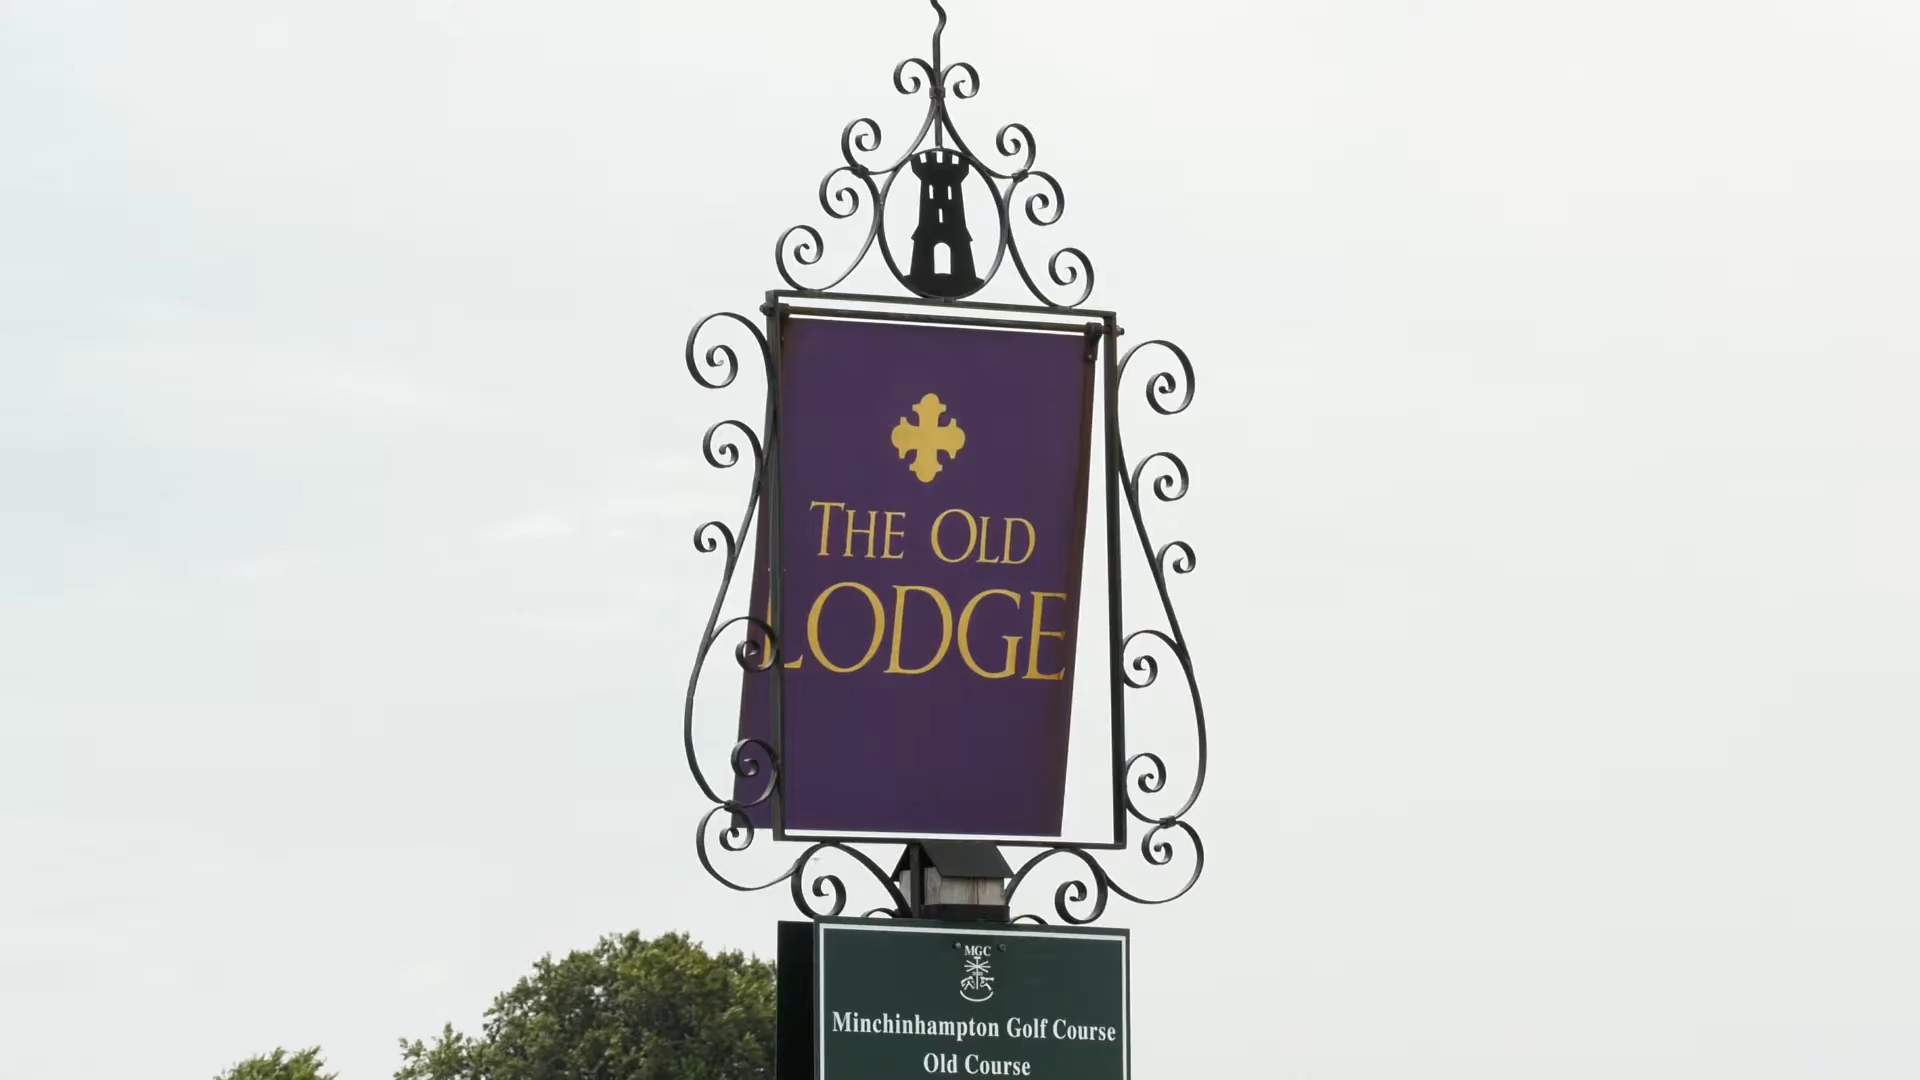 THE OLD
LODGE
MGC
Minchinhampton Golf Course
Old Course